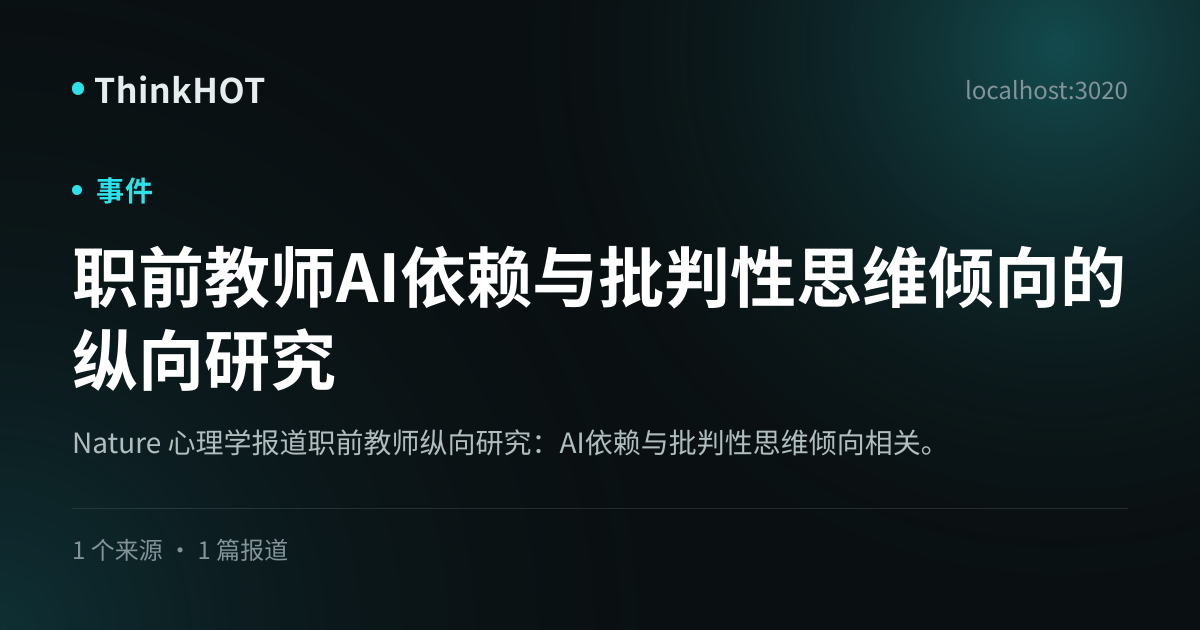 ThinkHOT
localhost:3020
事件
职前教师AI依赖与批判性思维倾向的
纵向研究
Nature 心理学报道职前教师纵向研究：AI依赖与批判性思维倾向相关。
1 个来源 · 1 篇报道